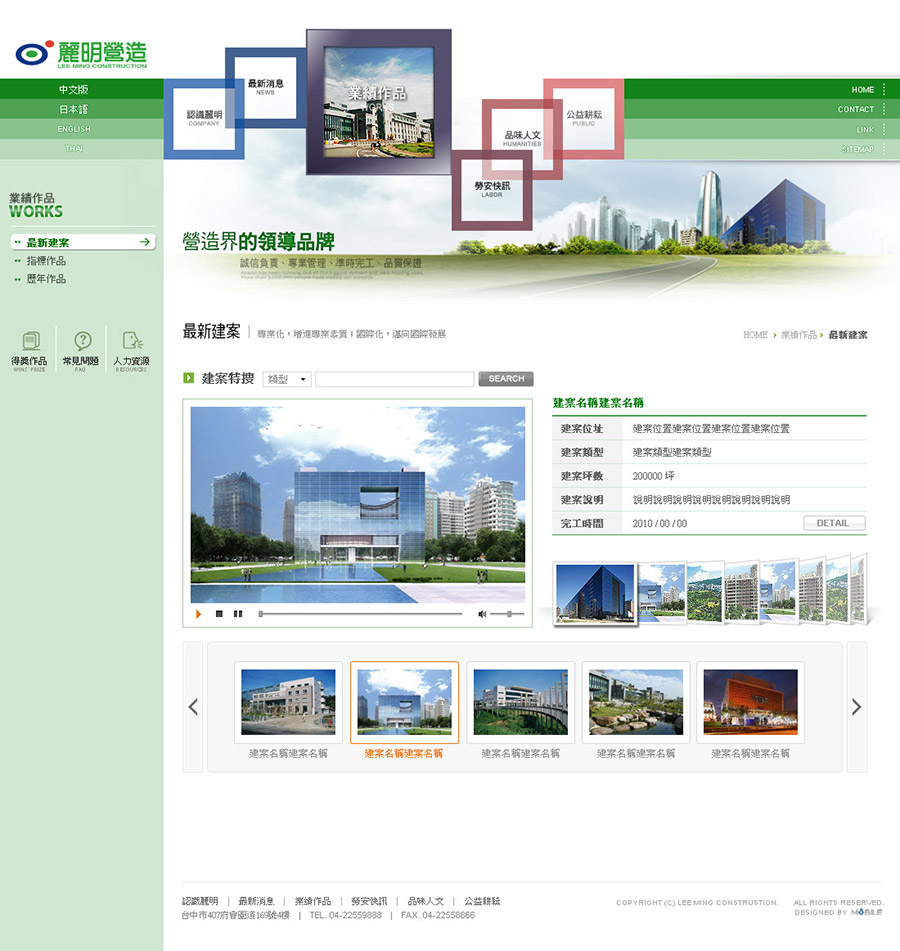 麗明營造
LEE MING CONSTRUCTION
中文版
日本語
ENGLISH
THAI
認識麗明
COMPANY
最新消息
NEWS
業績作品
WORKS
品味人文
HUMANITIES
公益耕耘
PUBLIC
勞安快訊
LABOR
HOME
CONTACT
LINK
SITEMAP
營造界的領導品牌
誠信負責、專業管理、準時完工、品質保證
業績作品
WORKS
最新建案
指標作品
歷年作品
得獎作品
WINS PRIZE
常見問題
FAQ
人力資源
RESOURCES
最新建案
專業化，增進專業素質；國際化，邁向國際發展
HOME 業績作品 最新建案
建案特搜 類型 SEARCH
建案名稱建案名稱
建案位址 建案位置建案位置建案位置建案位置
建案類型 建案類型建案類型
建案坪數 200000 坪
建案說明 說明說明說明說明說明說明說明說明
完工時間 2010 / 00 / 00 DETAIL
建案名稱建案名稱
建案名稱建案名稱
建案名稱建案名稱
建案名稱建案名稱
建案名稱建案名稱
認識麗明 | 最新消息 | 業績作品 | 勞安快訊 | 品味人文 | 公益耕耘
台中市407府會園道169號4樓 | TEL. 04-22559888 | FAX. 04-22558866
COPYRIGHT (C) LEE MING CONSTRUSTION. ALL RIGHTS RESERVED.
DESIGNED BY MOBILE